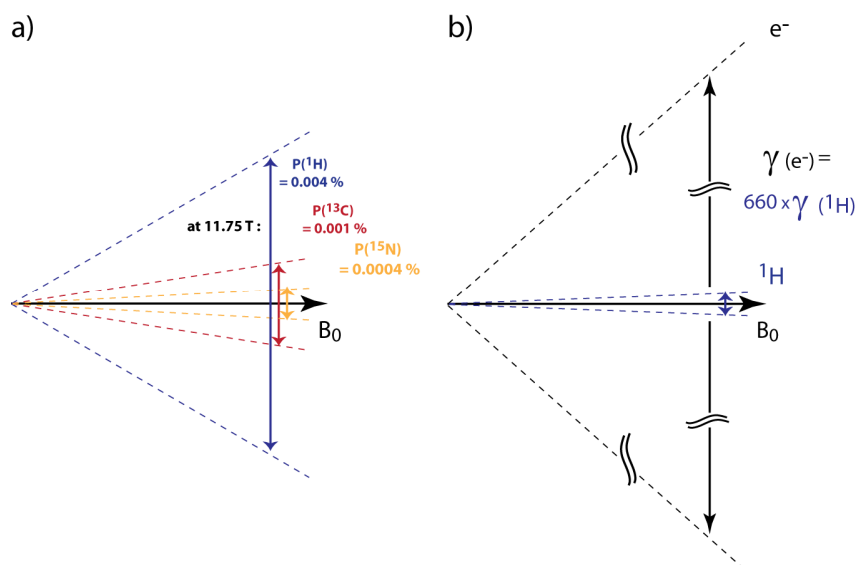 a)
P(¹H)
= 0.004 %
at 11.75 T :
P(¹³C)
= 0.001 %
P(¹⁵N)
= 0.0004 %
B₀
b)
e⁻
γ (e⁻) =
660 x γ (¹H)
¹H
B₀